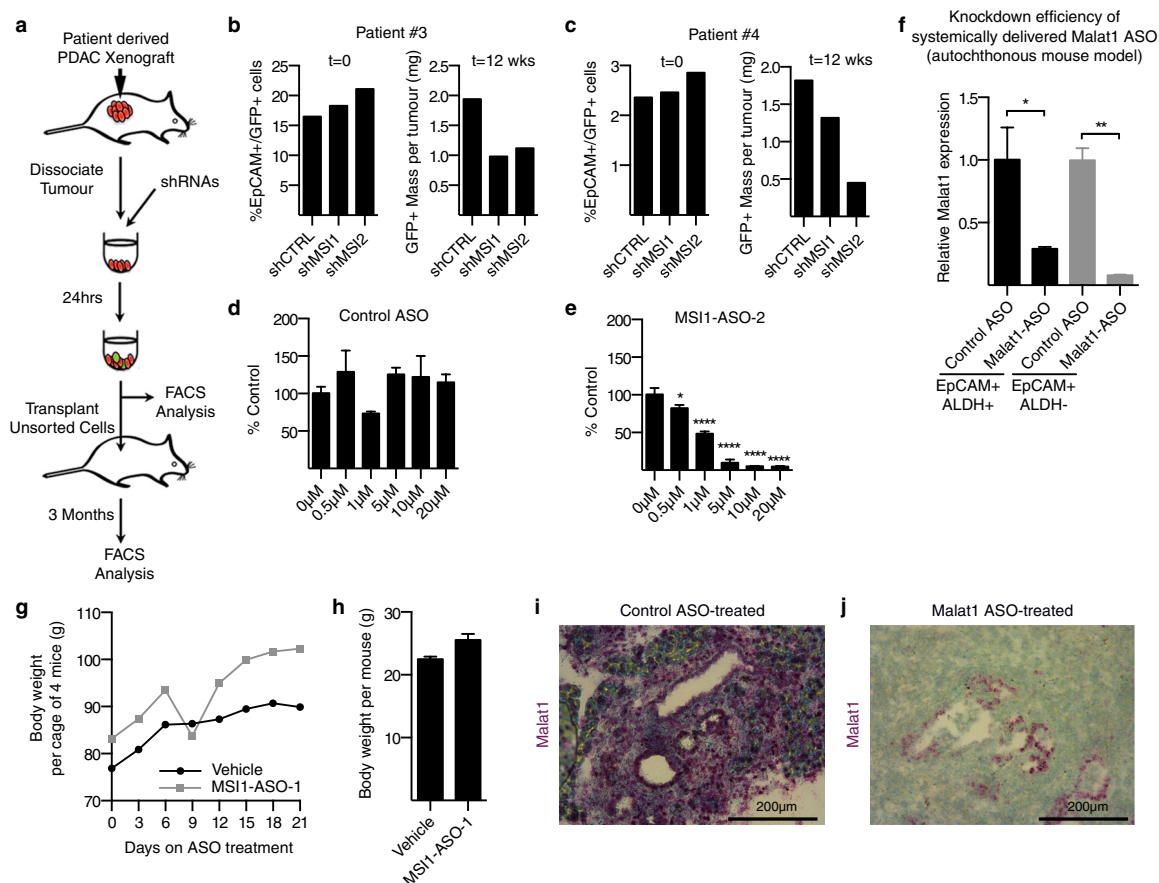 a
Patient derived
PDAC Xenograft
Dissociate
Tumour
shRNAs
24hrs
FACS
Analysis
Transplant
Unsorted Cells
3 Months
FACS
Analysis
b
Patient #3
t=0
%EpCAM+/GFP+ cells
25
20
15
10
5
shCTRL
shMSI1
shMSI2
t=12 wks
GFP+ Mass per tumour (mg)
2.5
2.0
1.5
1.0
0.5
shCTRL
shMSI1
shMSI2
c
Patient #4
t=0
%EpCAM+/GFP+ cells
3
2
1
shCTRL
shMSI1
shMSI2
t=12 wks
GFP+ Mass per tumour (mg)
2.0
1.5
1.0
0.5
shCTRL
shMSI1
shMSI2
d
Control ASO
% Control
200
150
100
50
0µM
0.5µM
1µM
5µM
10µM
20µM
e
MSI1-ASO-2
% Control
200
150
100
50
*
****
****
****
****
0µM
0.5µM
1µM
5µM
10µM
20µM
f
Knockdown efficiency of
systemically delivered Malat1 ASO
(autochthonous mouse model)
Relative Malat1 expression
1.5
1.0
0.5
*
**
Control ASO
Malat1-ASO
Control ASO
Malat1-ASO
EpCAM+
ALDH+
EpCAM+
ALDH-
g
Body weight
per cage of 4 mice (g)
110
100
90
80
70
Vehicle
MSI1-ASO-1
0 3 6 9 12 15 18 21
Days on ASO treatment
h
Body weight per mouse (g)
30
20
10
Vehicle
MSI1-ASO-1
i
Control ASO-treated
Malat1
200µm
j
Malat1 ASO-treated
Malat1
200µm